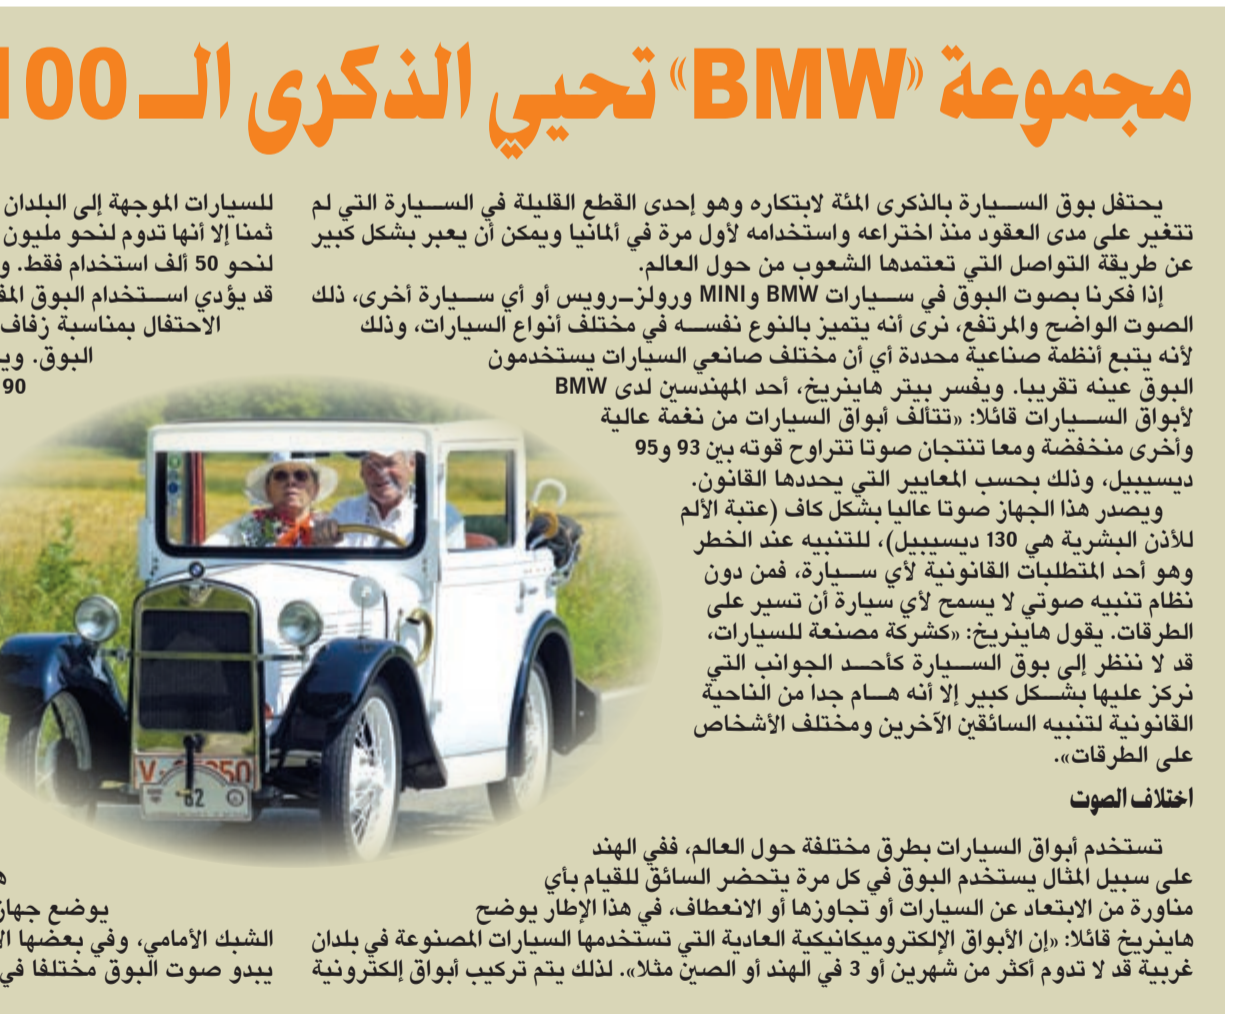 مجموعة «BMW» تحيي الذكرى الـ 100
يحتفل بوق السـيارة بالذكرى المئة لابتكاره وهو إحدى القطع القليلة في السـيارة التي لم
تتغير على مدى العقود منذ اختراعه واستخدامه لأول مرة في ألمانيا ويمكن أن يعبر بشكل كبير
عن طريقة التواصل التي تعتمدها الشعوب من حول العالم.
إذا فكرنا بصوت البوق في سـيارات BMW وMINI ورولز-رويس أو أي سـيارة أخرى، ذلك
الصوت الواضح والمرتفع، نرى أنه يتميز بالنوع نفسـه في مختلف أنواع السيارات، وذلك
لأنه يتبع أنظمة صناعية محددة أي أن مختلف صانعي السيارات يستخدمون
البوق عينه تقريبا. ويفسر بيتر هاينريخ، أحد المهندسين لدى BMW
لأبواق السـيارات قائلا: «تتألف أبواق السيارات من نغمة عالية
وأخرى منخفضة ومعا تنتجان صوتا تتراوح قوته بين 93 و95
ديسيبيل، وذلك بحسب المعايير التي يحددها القانون.
ويصدر هذا الجهاز صوتا عاليا بشكل كاف (عتبة الألم
للأذن البشرية هي 130 ديسيبيل)، للتنبيه عند الخطر
وهو أحد المتطلبات القانونية لأي سـيارة، فمن دون
نظام تنبيه صوتي لا يسمح لأي سيارة أن تسير على
الطرقات. يقول هاينريخ: «كشركة مصنعة للسيارات،
قد لا ننظر إلى بوق السـيارة كأحـد الجوانب التي
نركز عليها بشـكل كبير إلا أنه هـام جدا من الناحية
القانونية لتنبيه السائقين الآخرين ومختلف الأشخاص
على الطرقات».
اختلاف الصوت
تستخدم أبواق السيارات بطرق مختلفة حول العالم، ففي الهند
على سبيل المثال يستخدم البوق في كل مرة يتحضر السائق للقيام بأي
مناورة من الابتعاد عن السيارات أو تجاوزها أو الانعطاف، في هذا الإطار يوضح
هاينريخ قائلا: «إن الأبواق الإلكتروميكانيكية العادية التي تستخدمها السيارات المصنوعة في بلدان
غربية قد لا تدوم أكثر من شهرين أو 3 في الهند أو الصين مثلا». لذلك يتم تركيب أبواق إلكترونية
للسيارات الموجهة إلى البلدان
ثمنا إلا أنها تدوم لنحو مليون
لنحو 50 ألف استخدام فقط.
قد يؤدي اسـتخدام البوق
الاحتفال بمناسبة زفاف
البوق.
90
يوضع
الشبك الأمامي، وفي بعضها
يبدو صوت البوق مختلفا في
62